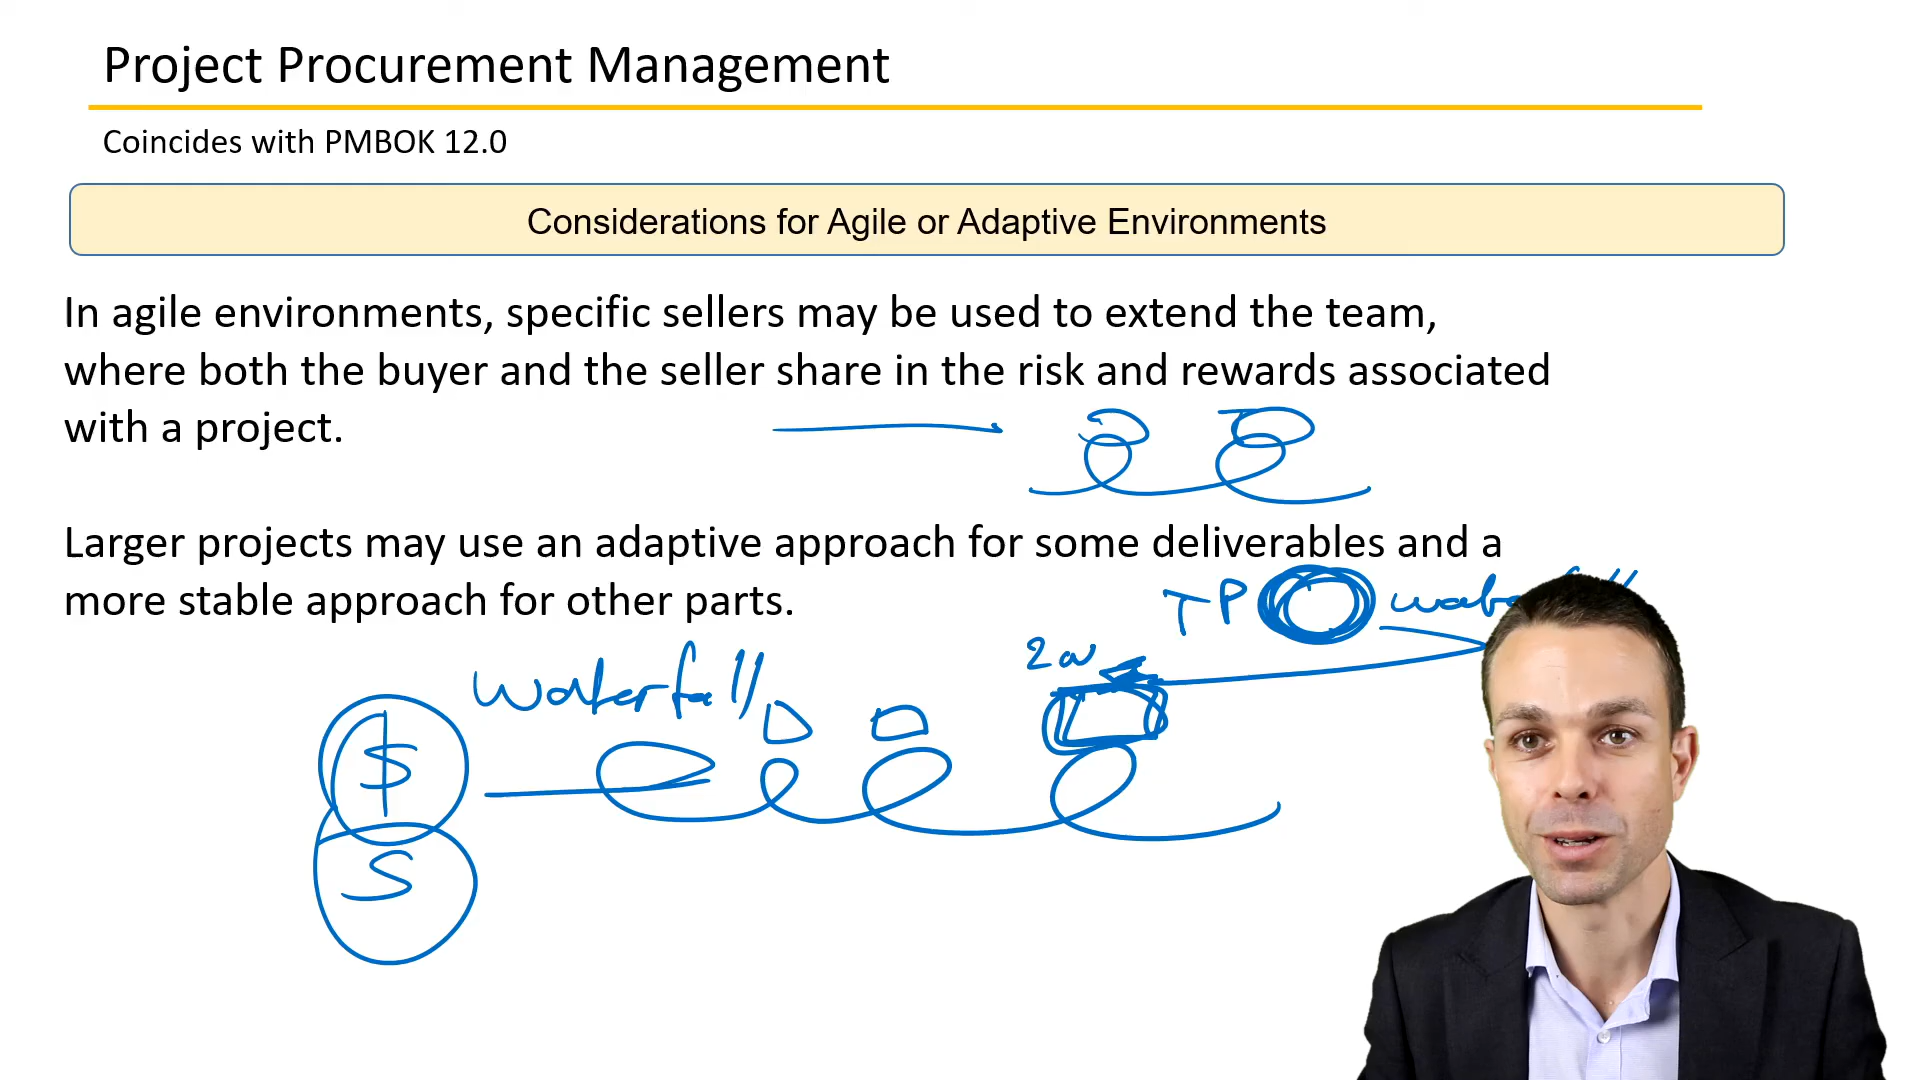 Project Procurement Management
Coincides with PMBOK 12.0
Considerations for Agile or Adaptive Environments
In agile environments, specific sellers may be used to extend the team,
where both the buyer and the seller share in the risk and rewards associated
with a project.
Larger projects may use an adaptive approach for some deliverables and a
more stable approach for other parts.
TP
waterfall
$
S